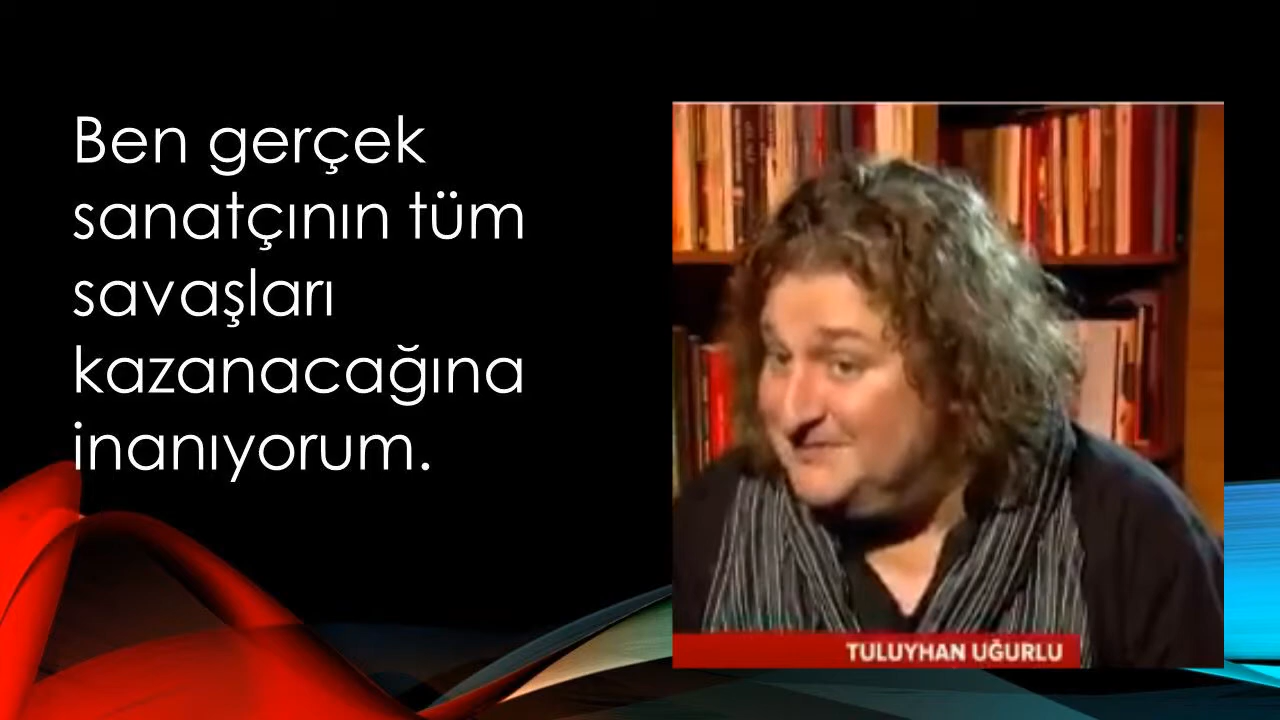 Ben gerçek
sanatçının tüm
savaşları
kazanacağına
inanıyorum.
TULUYHAN UĞURLU